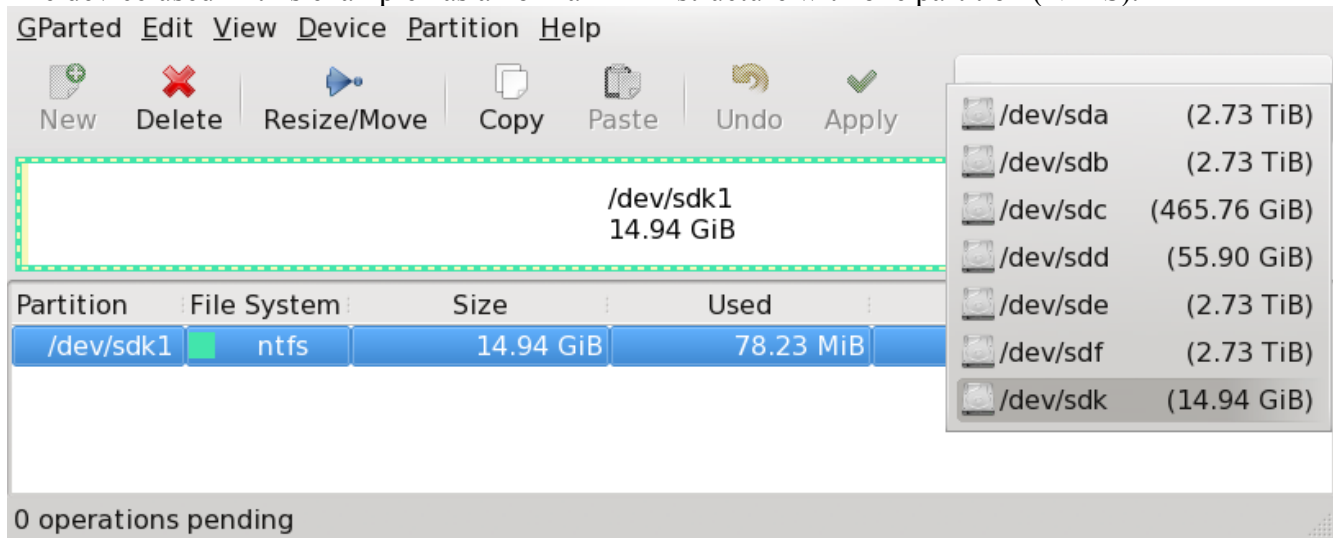 GParted Edit View Device Partition Help
New Delete Resize/Move Copy Paste Undo Apply
/dev/sda (2.73 TiB)
/dev/sdb (2.73 TiB)
/dev/sdc (465.76 GiB)
/dev/sdd (55.90 GiB)
/dev/sde (2.73 TiB)
/dev/sdf (2.73 TiB)
/dev/sdk (14.94 GiB)
/dev/sdk1
14.94 GiB
Partition File System Size Used
/dev/sdk1 ntfs 14.94 GiB 78.23 MiB
0 operations pending